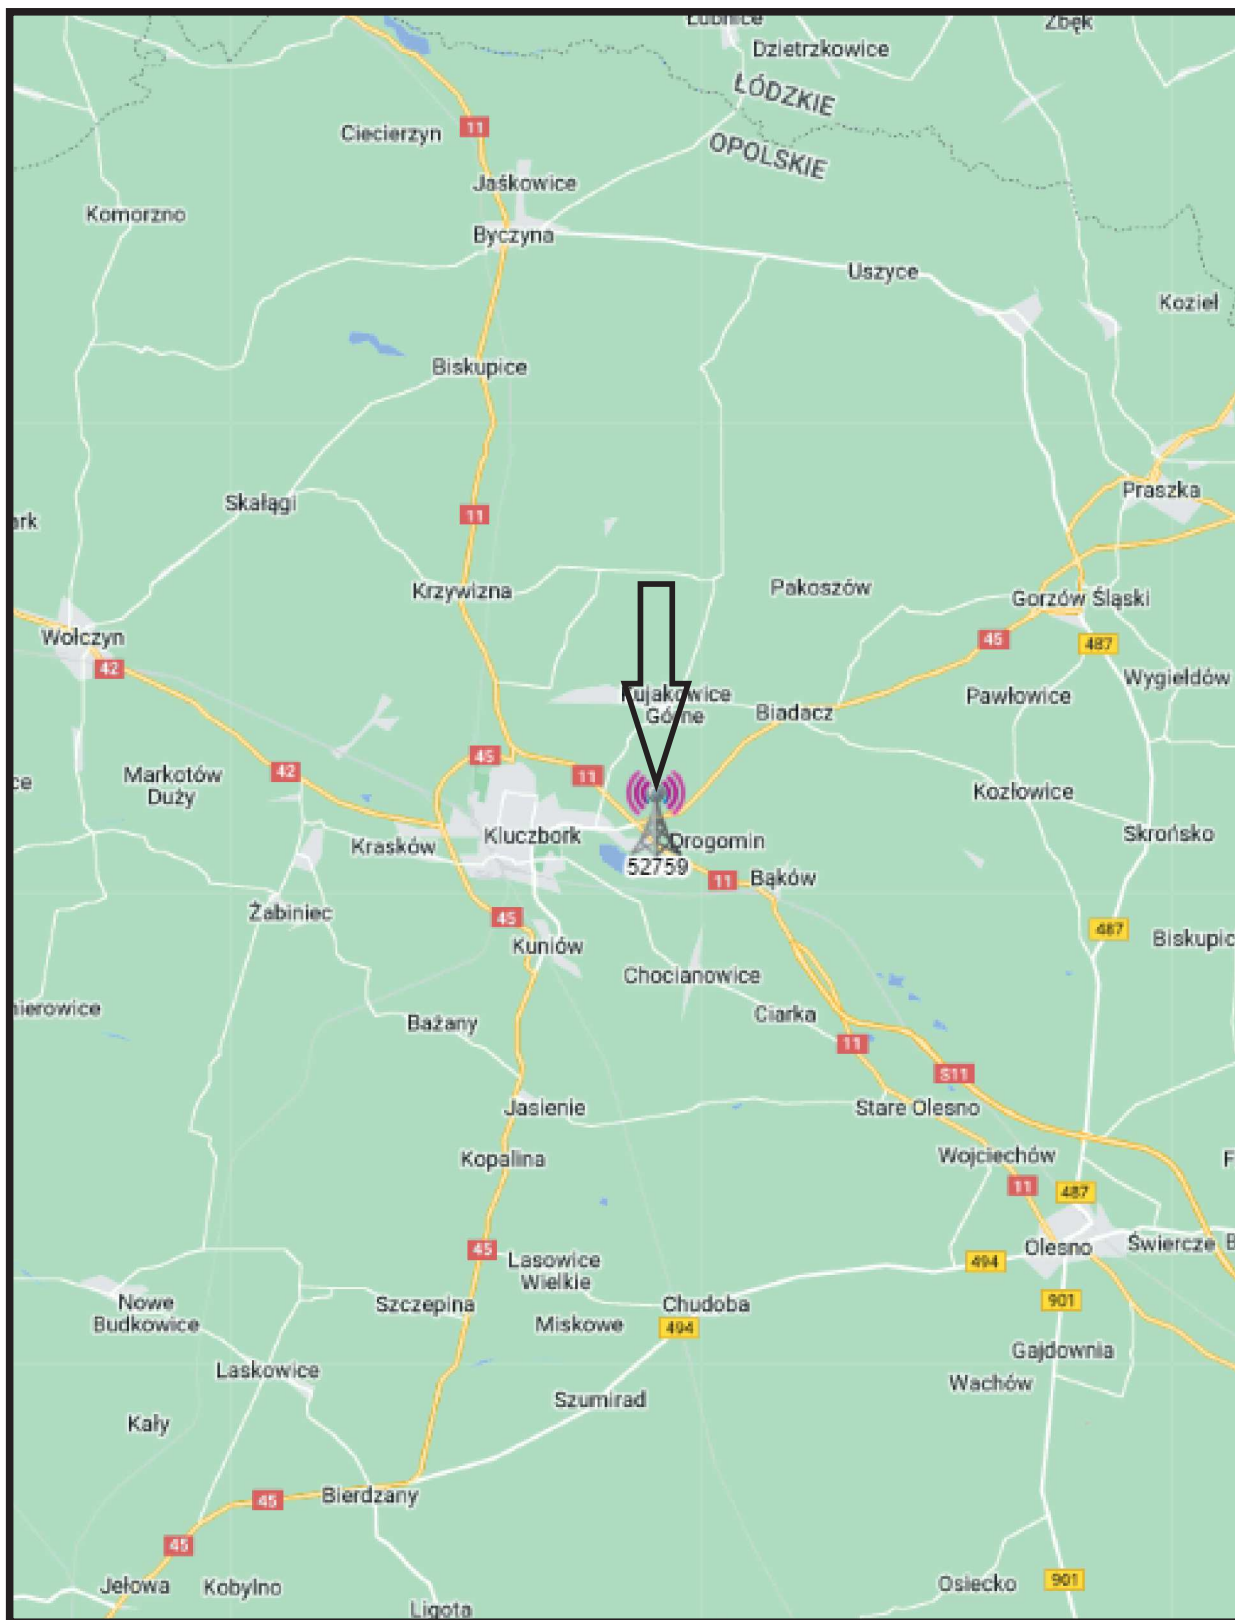 Łubnice
Zbęk
Dzietrzkowice
ŁÓDZKIE
11
Ciecierzyn
OPOLSKIE
Jaśkowice
Komorzno
Byczyna
Uszyce
Kozieł
Biskupice
Praszka
Skałągi
11
ark
Krzywizna
Pakoszów
Gorzów Śląski
Wołczyn
45
487
42
Wygiełdów
Kujakowice
Górne
Pawłowice
Biadacz
45
42
11
Markotów
Duży
ce
Kozłowice
Kluczbork
Skrońsko
Krasków
Drogomin
52759
11
Bąków
Żabiniec
45
487
Kuniów
Biskupic
Chocianowice
nierowice
Ciarka
Bażany
11
S11
Jasienie
Stare Olesno
Kopalina
Wojciechów
F
11
487
45
Olesno
Świercze
B
Lasowice
Wielkie
494
Nowe
Budkowice
Szczepina
Chudoba
901
Miskowe
494
Gajdownia
Laskowice
Wachów
Szumirad
Kały
45
Bierdzany
45
Jełowa
Kobylno
Osiecko
901
Ligota